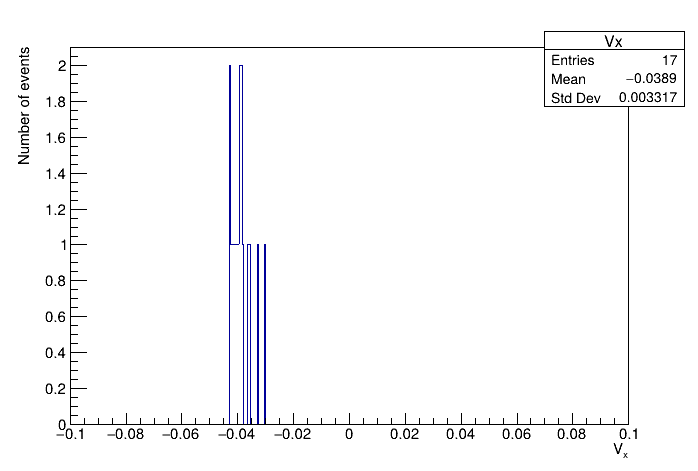 Vx
Entries 17
Mean −0.0389
Std Dev 0.003317
Number of events
2
1.8
1.6
1.4
1.2
1
0.8
0.6
0.4
0.2
0
−0.1 −0.08 −0.06 −0.04 −0.02 0 0.02 0.04 0.06 0.08 0.1
Vx